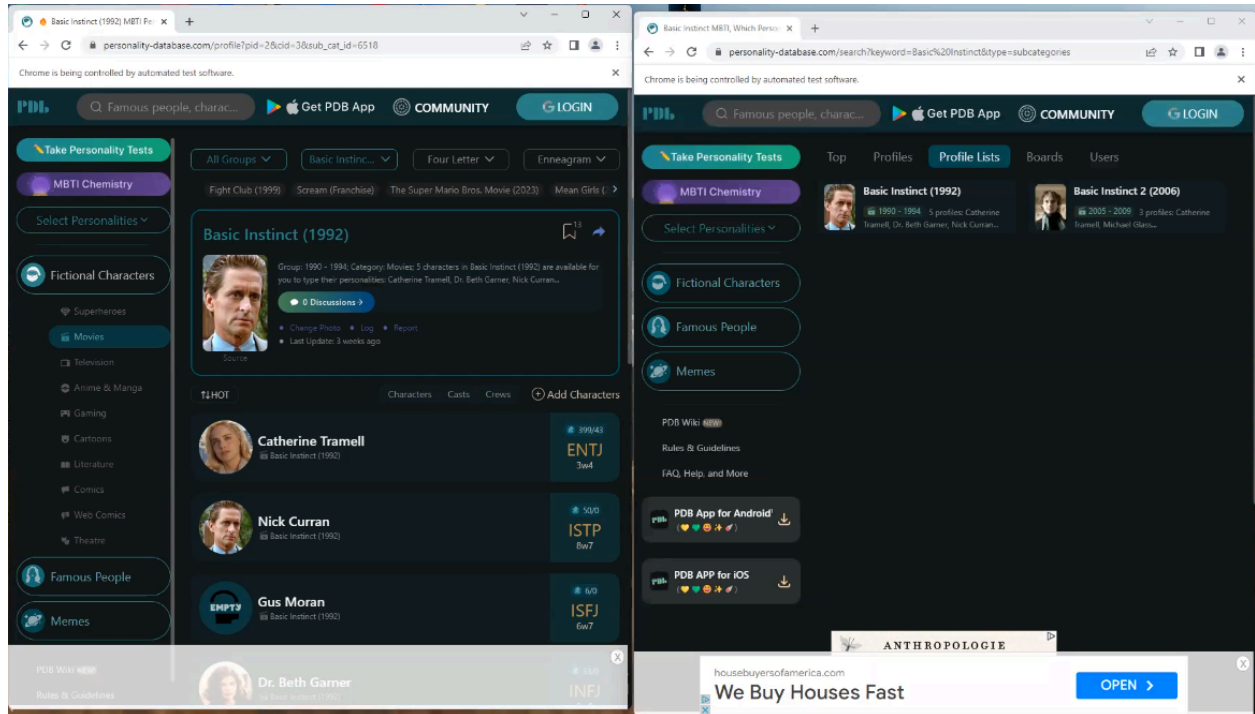 Basic Instinct (1992) MBTI Pe
personality-database.com/profile?pid=2&cid=3&sub_cat_id=6518
Chrome is being controlled by automated test software.
PDB
Famous people, charac...
Get PDB App
COMMUNITY
LOGIN
Take Personality Tests
MBTI Chemistry
Select Personalities
Fictional Characters
Superheroes
Movies
Television
Anime & Manga
Gaming
Cartoons
Literature
Comics
Web Comics
Theatre
Famous People
Memes
PDB Wiki NEW!
Rules & Guidelines
All Groups
Basic Instinc...
Four Letter
Enneagram
Fight Club (1999)
Scream (Franchise)
The Super Mario Bros. Movie (2023)
Mean Girls (
Basic Instinct (1992)
13
Group: 1990 - 1994; Category: Movies; 5 characters in Basic Instinct (1992) are available for
you to type their personalities: Catherine Tramell, Dr. Beth Garner, Nick Curran...
0 Discussions
Change Photo
Log
Report
Last Update: 3 weeks ago
Source
HOT
Characters
Casts
Crews
Add Characters
Catherine Tramell
Basic Instinct (1992)
399/43
ENTJ
3w4
Nick Curran
Basic Instinct (1992)
50/0
ISTP
8w7
EMPTY
Gus Moran
Basic Instinct (1992)
6/0
ISFJ
6w7
Dr. Beth Garner
Basic Instinct (1992)
INFJ
Basic Instinct MBTI, Which Person
personality-database.com/search?keyword=Basic%20Instinct&type=subcategories
Chrome is being controlled by automated test software.
PDB
Famous people, charac...
Get PDB App
COMMUNITY
LOGIN
Take Personality Tests
MBTI Chemistry
Select Personalities
Fictional Characters
Famous People
Memes
PDB Wiki NEW!
Rules & Guidelines
FAQ, Help, and More
PDB App for Android
PDB APP for iOS
Top
Profiles
Profile Lists
Boards
Users
Basic Instinct (1992)
1990 - 1994 5 profiles: Catherine
Tramell, Dr. Beth Garner, Nick Curran...
Basic Instinct 2 (2006)
2005 - 2009 3 profiles: Catherine
Tramell, Michael Glass...
ANTHROPOLOGIE
housebuyersofamerica.com
We Buy Houses Fast
OPEN